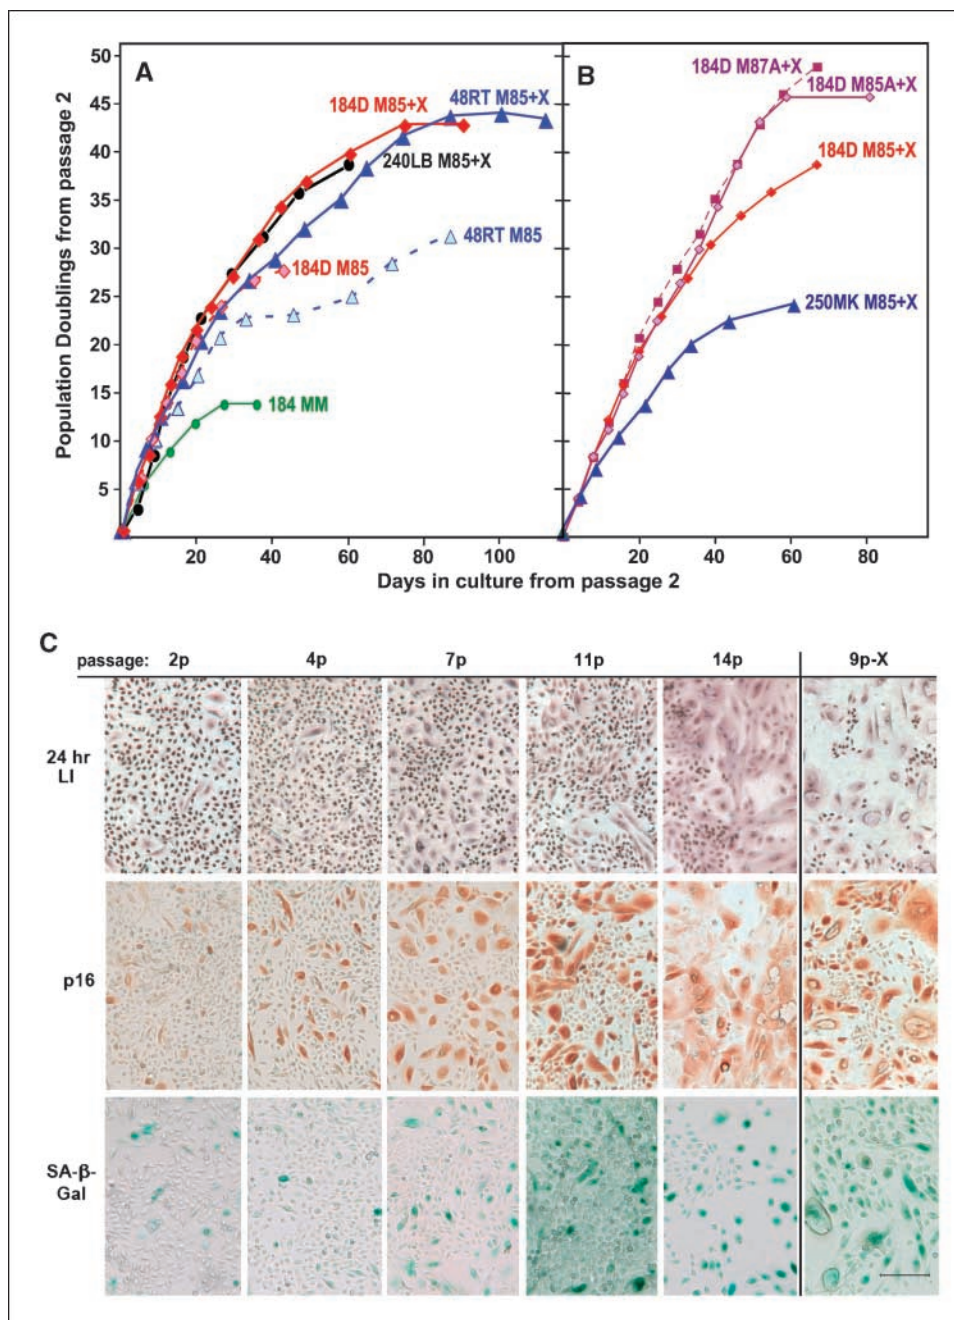 A
B
50
45
40
35
30
25
20
15
10
5
Population Doublings from passage 2
184D M85+X
48RT M85+X
240LB M85+X
48RT M85
184D M85
184 MM
184D M87A+X
184D M85A+X
184D M85+X
250MK M85+X
20 40 60 80 100 20 40 60 80
Days in culture from passage 2
C
passage: 2p 4p 7p 11p 14p 9p-X
24 hr
LI
p16
SA-β-
Gal